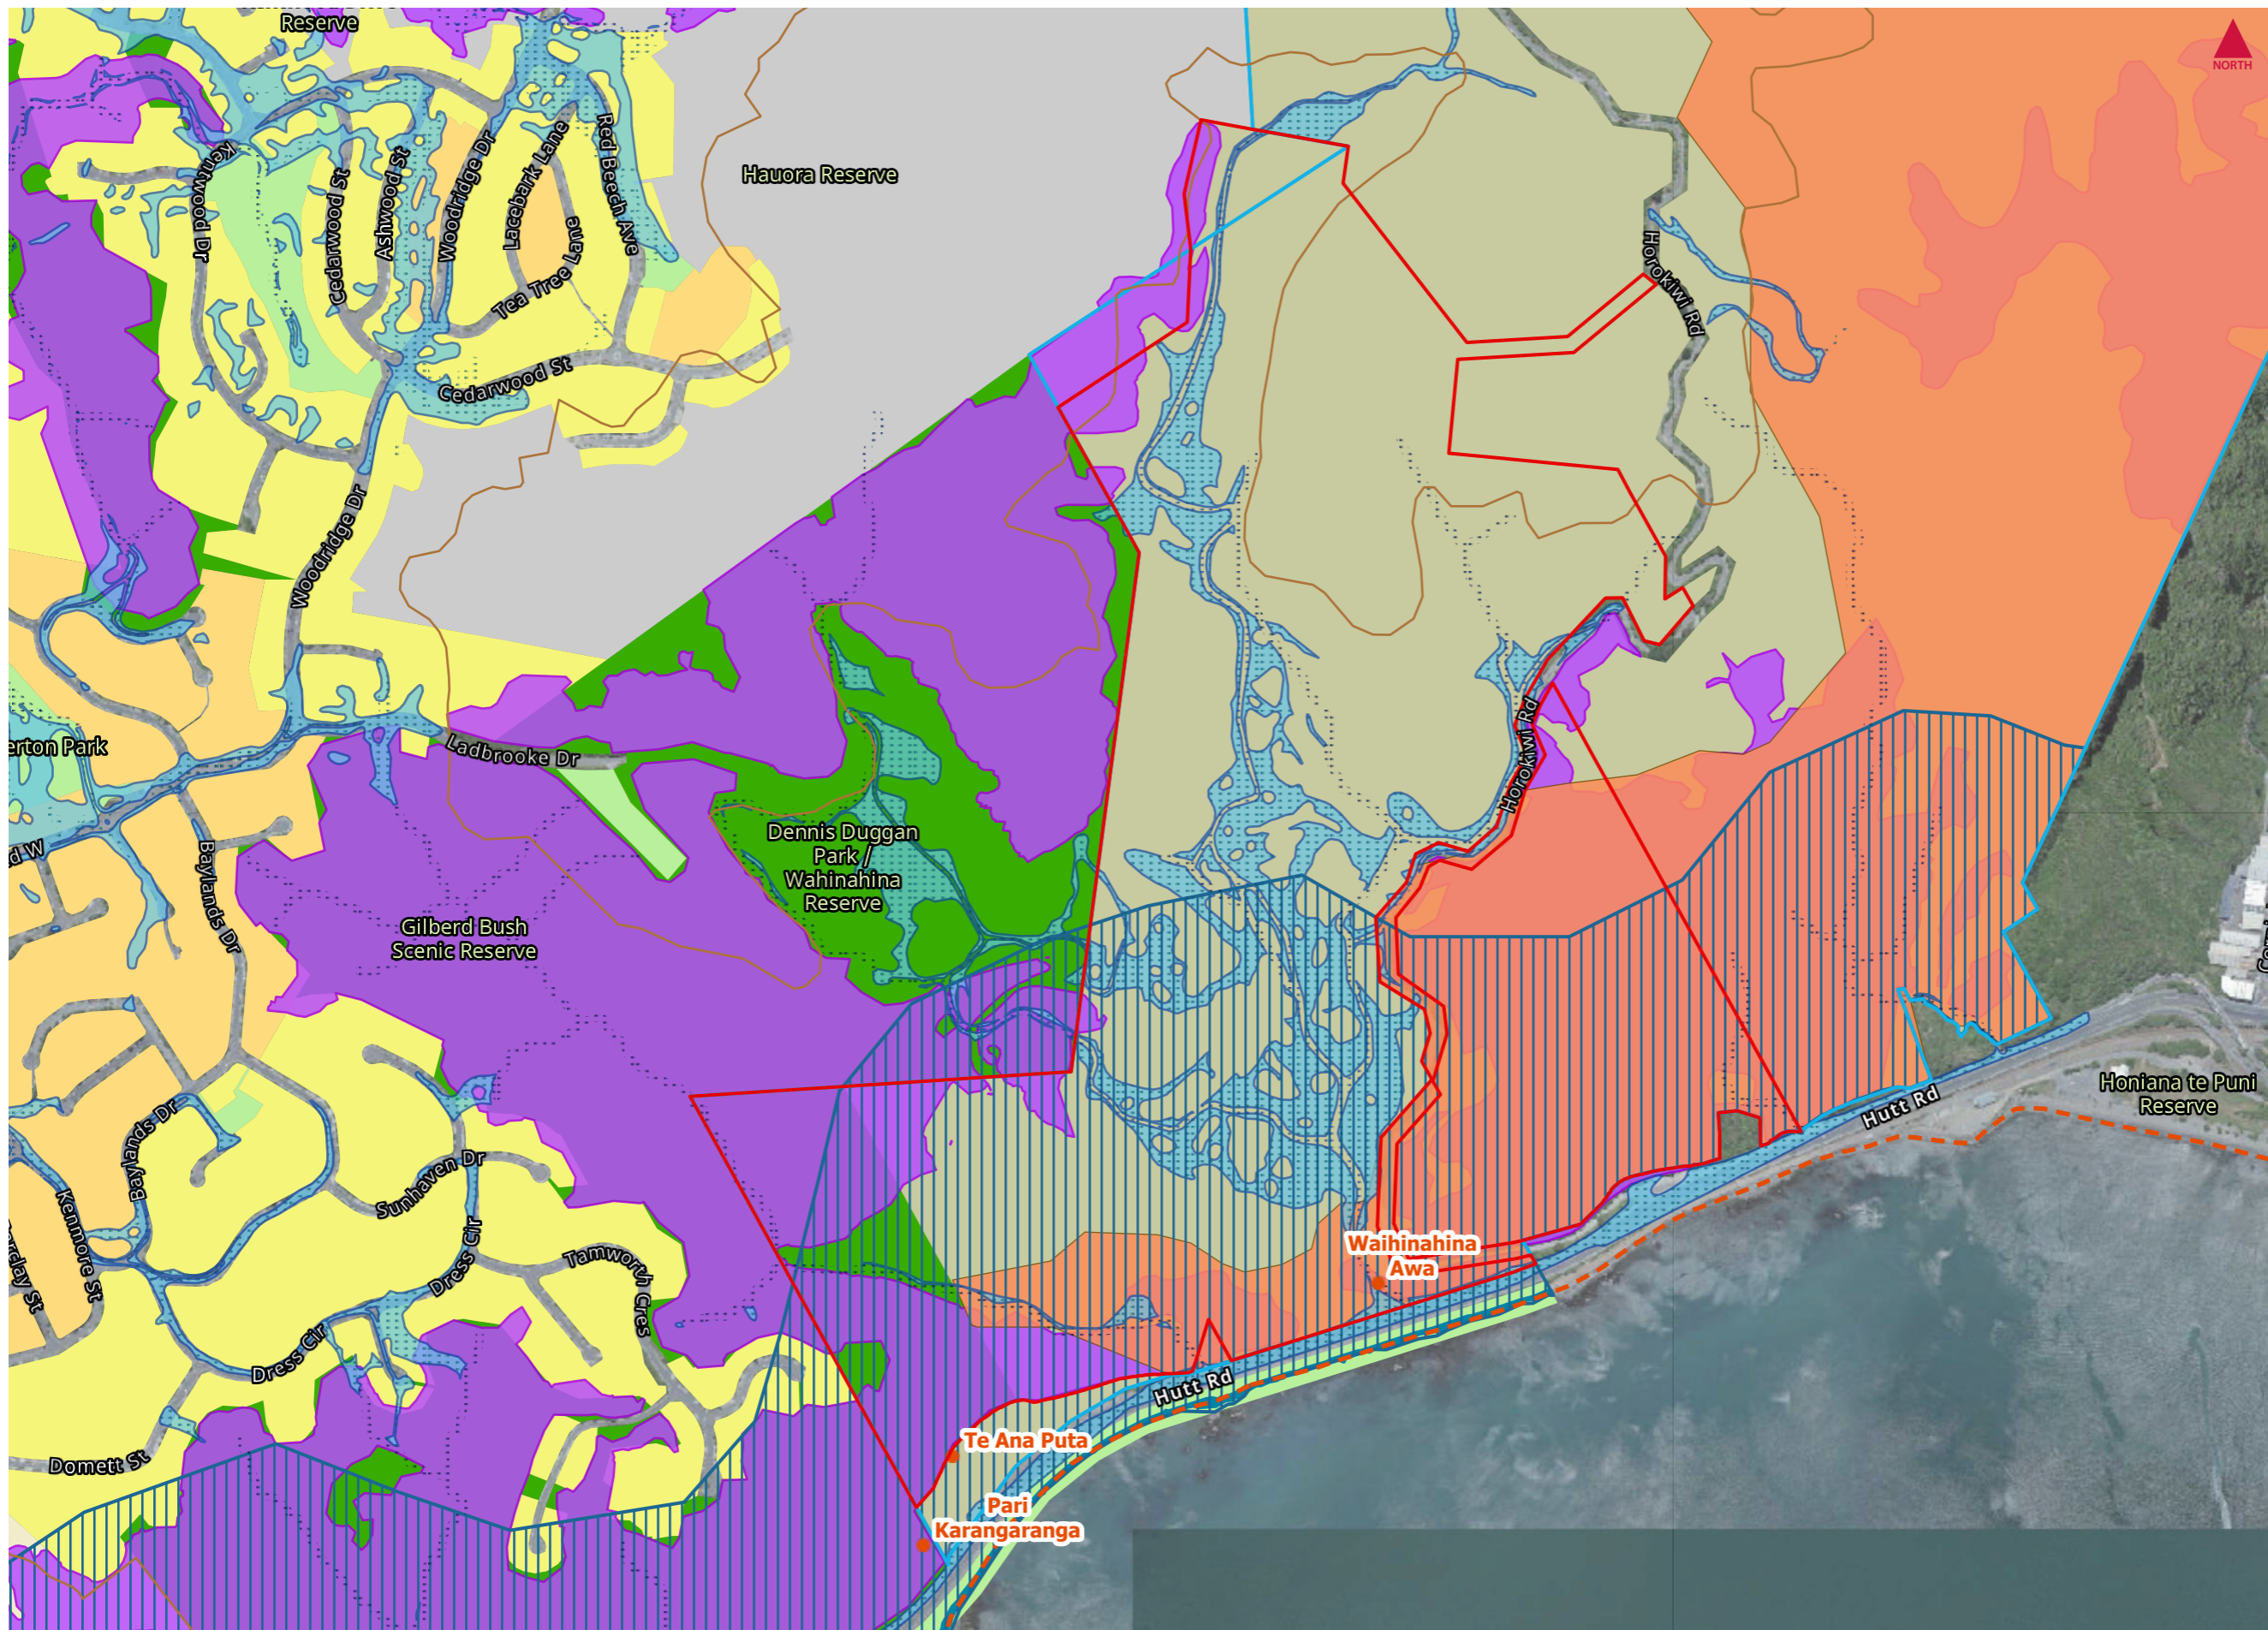 Reserve
NORTH
Kentwood Dr
Cedarwood St
Ashwood St
Woodridge Dr
Lacebark Lane
Red Beech Ave
Tea Tree Lane
Cedarwood St
Hauora Reserve
Horokiwi Rd
Woodridge Dr
erton Park
Ladbrooke Dr
Horokiwi Rd
d W
Baylands Dr
Dennis Duggan
Park /
Wahinahina
Reserve
Gilberd Bush
Scenic Reserve
Honiana te Puni
Reserve
Hutt Rd
Baylands Dr
Kenmore St
Sunhaven Dr
Dress Cir
Tamworth Cres
Waihinahina
Awa
Dress Cir
Hutt Rd
Te Ana Puta
Domett St
Pari
Karangaranga